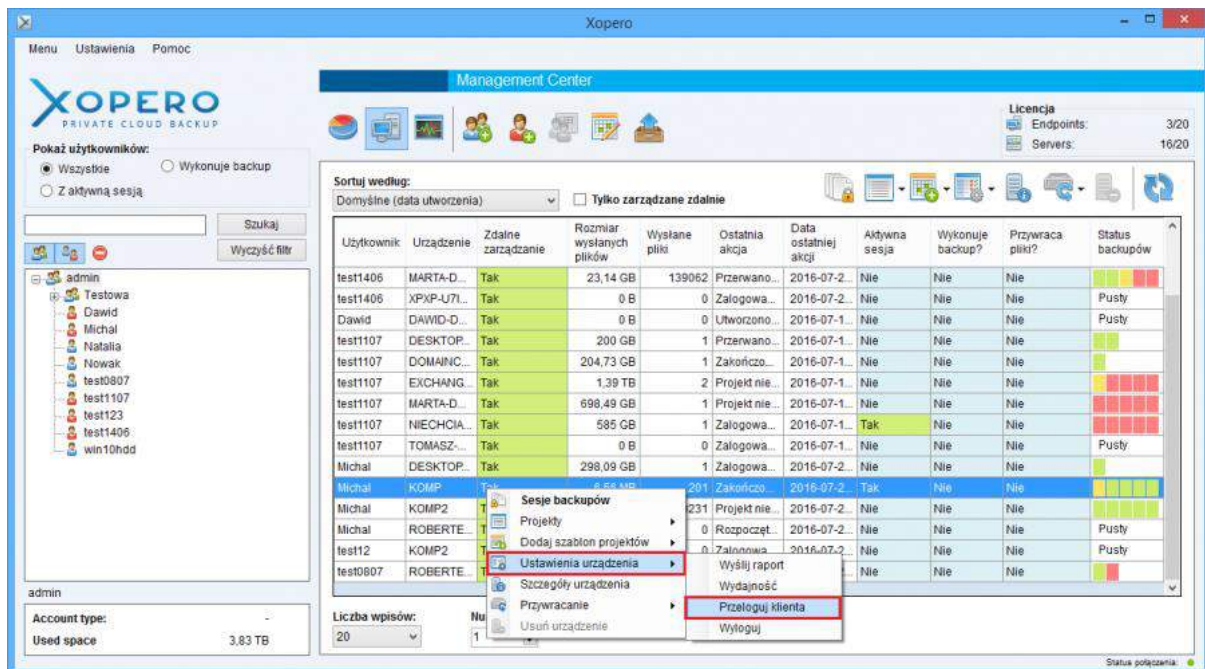 Xopero
Menu Ustawienia Pomoc
XOPERO
PRIVATE CLOUD BACKUP
Pokaż użytkowników:
Wszystkie Wykonuje backup
Z aktywną sesją
Szukaj
Wyczyść filtr
admin
Testowa
Dawid
Michal
Natalia
Nowak
test0807
test1107
test123
test1406
win10hdd
admin
Account type: -
Used space 3,83 TB
Management Center
Licencja
Endpoints: 3/20
Servers: 16/20
Sortuj według:
Domyślne (data utworzenia) Tylko zarządzane zdalnie
Użytkownik Urządzenie Zdalne zarządzanie Rozmiar wysłanych plików Wysłane pliki Ostatnia akcja Data ostatniej akcji Aktywna sesja Wykonuje backup? Przywraca pliki? Status backupów
test1406 MARTA-D... Tak 23,14 GB 139062 Przerwano... 2016-07-2... Nie Nie Nie
test1406 XPXP-U7I... Tak 0 B 0 Zalogowa... 2016-07-2... Nie Nie Nie Pusty
Dawid DAWID-D... Tak 0 B 0 Utworzono... 2016-07-1... Nie Nie Nie Pusty
test1107 DESKTOP... Tak 200 GB 1 Przerwano... 2016-07-1... Nie Nie Nie
test1107 DOMAINC... Tak 204,73 GB 1 Zakończo... 2016-07-1... Nie Nie Nie
test1107 EXCHANG... Tak 1,39 TB 2 Projekt nie... 2016-07-1... Nie Nie Nie
test1107 MARTA-D... Tak 698,49 GB 1 Projekt nie... 2016-07-1... Nie Nie Nie
test1107 NIECHCIA... Tak 585 GB 1 Zalogowa... 2016-07-1... Tak Nie Nie
test1107 TOMASZ-... Tak 0 B 0 Zalogowa... 2016-07-1... Nie Nie Nie Pusty
Michal DESKTOP... Tak 298,09 GB 1 Zalogowa... 2016-07-2... Nie Nie Nie
Michal KOMP Tak 6,56 MB 201 Zakończo... 2016-07-2... Tak Nie Nie
Michal KOMP2 231 Projekt nie... 2016-07-2... Nie Nie Nie
Michal ROBERTE... 0 Rozpoczęt... 2016-07-2... Nie Nie Nie Pusty
test12 KOMP2 0 Zalogowa... 2016-07-2... Nie Nie Nie Pusty
test0807 ROBERTE... Nie Nie Nie
Sesje backupów
Projekty
Dodaj szablon projektów
Ustawienia urządzenia
Szczegóły urządzenia
Przywracanie
Usuń urządzenie
Wyślij raport
Wydajność
Przeloguj klienta
Wyloguj
Liczba wpisów:
20 1
Status połączenia: